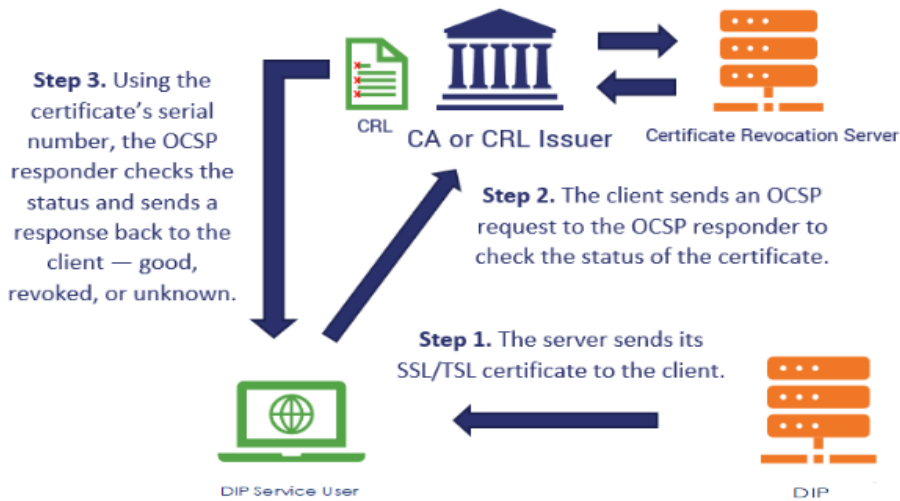 Step 3. Using the
certificate's serial
number, the OCSP
responder checks the
status and sends a
response back to the
client — good,
revoked, or unknown.
CRL
CA or CRL Issuer
Certificate Revocation Server
Step 2. The client sends an OCSP
request to the OCSP responder to
check the status of the certificate.
Step 1. The server sends its
SSL/TSL certificate to the client.
DIP Service User
DIP